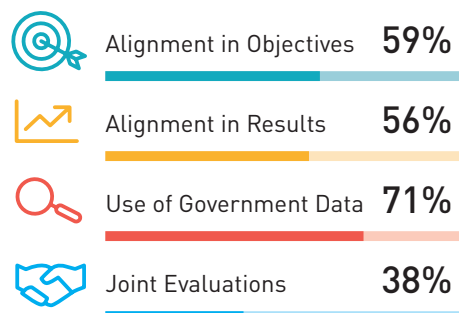 Alignment in Objectives 59%
Alignment in Results 56%
Use of Government Data 71%
Joint Evaluations 38%